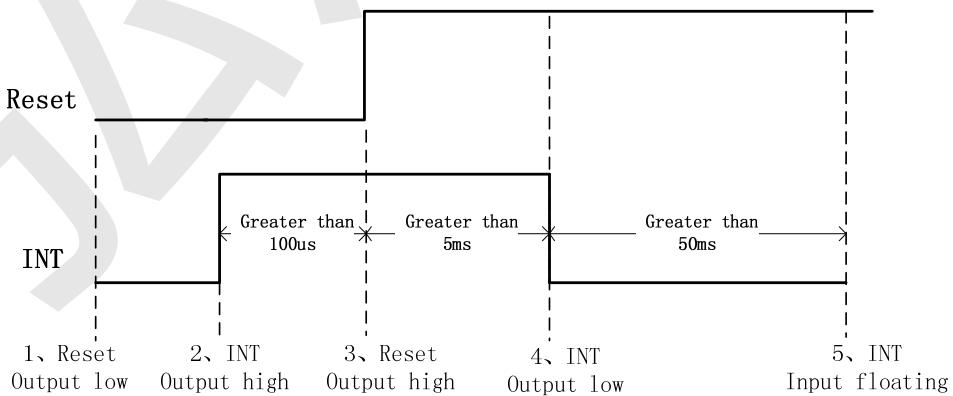 Reset
Greater than
100us
Greater than
5ms
Greater than
50ms
INT
1、Reset
Output low
2、INT
Output high
3、Reset
Output high
4、INT
Output low
5、INT
Input floating